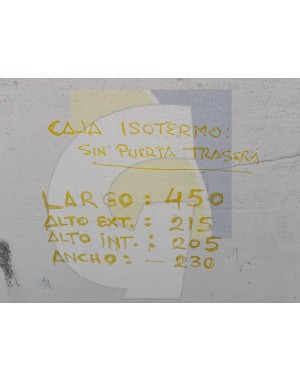 CAJA ISOTERMO:
SIN PUERTA TRASERA
LARGO: 450
ALTO EXT.: 215
ALTO INT.: 205
ANCHO: - 230